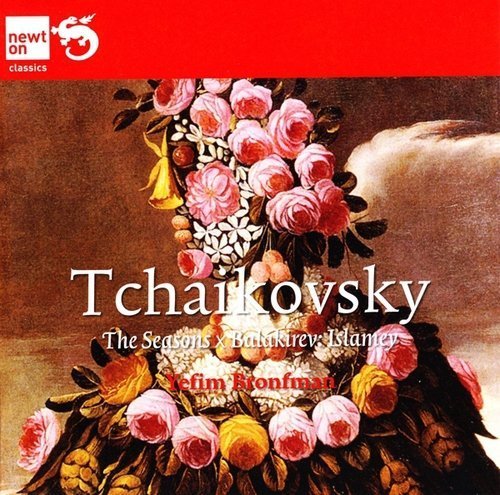 newt
on
classics
Tchaikovsky
The Seasons x Balakirev: Islamey
Yefim Bronfman